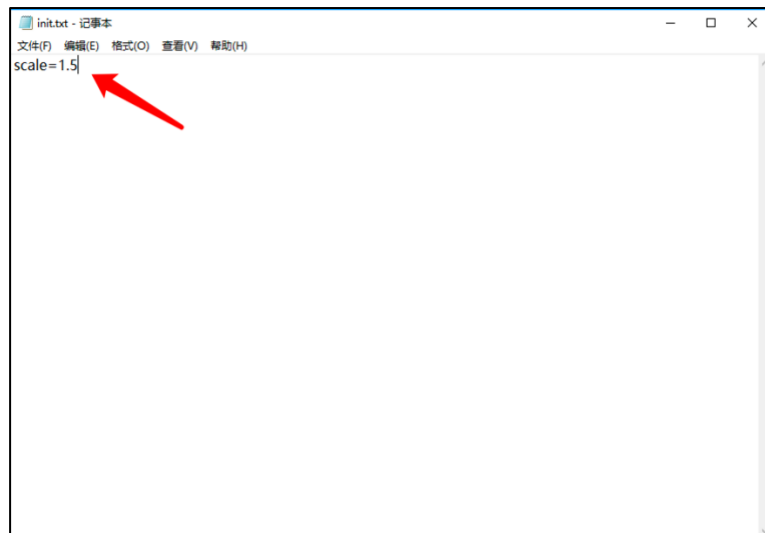 init.txt - 记事本
文件(F) 编辑(E) 格式(O) 查看(V) 帮助(H)
scale=1.5